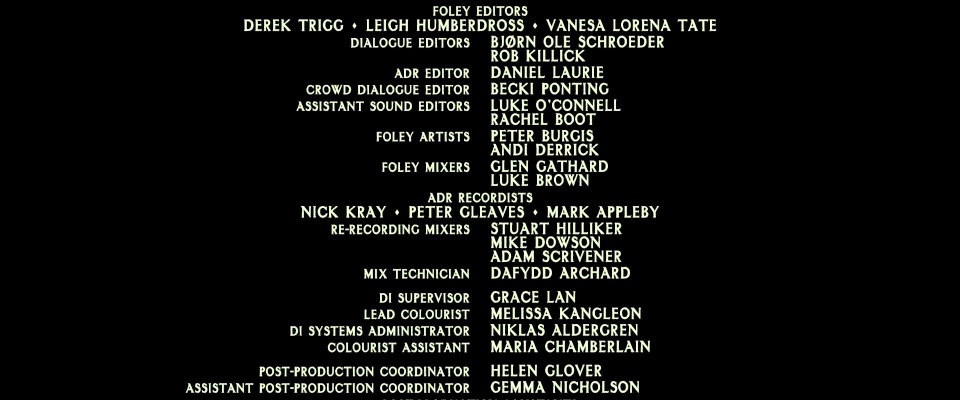 FOLEY EDITORS
DEREK TRIGG • LEIGH HUMBERDROSS • VANESA LORENA TATE
DIALOGUE EDITORS BJØRN OLE SCHROEDER
ROB KILLICK
ADR EDITOR DANIEL LAURIE
CROWD DIALOGUE EDITOR BECKI PONTING
ASSISTANT SOUND EDITORS LUKE O'CONNELL
RACHEL BOOT
FOLEY ARTISTS PETER BURGIS
ANDI DERRICK
FOLEY MIXERS GLEN GATHARD
LUKE BROWN
ADR RECORDISTS
NICK KRAY • PETER GLEAVES • MARK APPLEBY
RE-RECORDING MIXERS STUART HILLIKER
MIKE DOWSON
ADAM SCRIVENER
MIX TECHNICIAN DAFYDD ARCHARD
DI SUPERVISOR GRACE LAN
LEAD COLOURIST MELISSA KANGLEON
DI SYSTEMS ADMINISTRATOR NIKLAS ALDERGREN
COLOURIST ASSISTANT MARIA CHAMBERLAIN
POST-PRODUCTION COORDINATOR HELEN GLOVER
ASSISTANT POST-PRODUCTION COORDINATOR GEMMA NICHOLSON